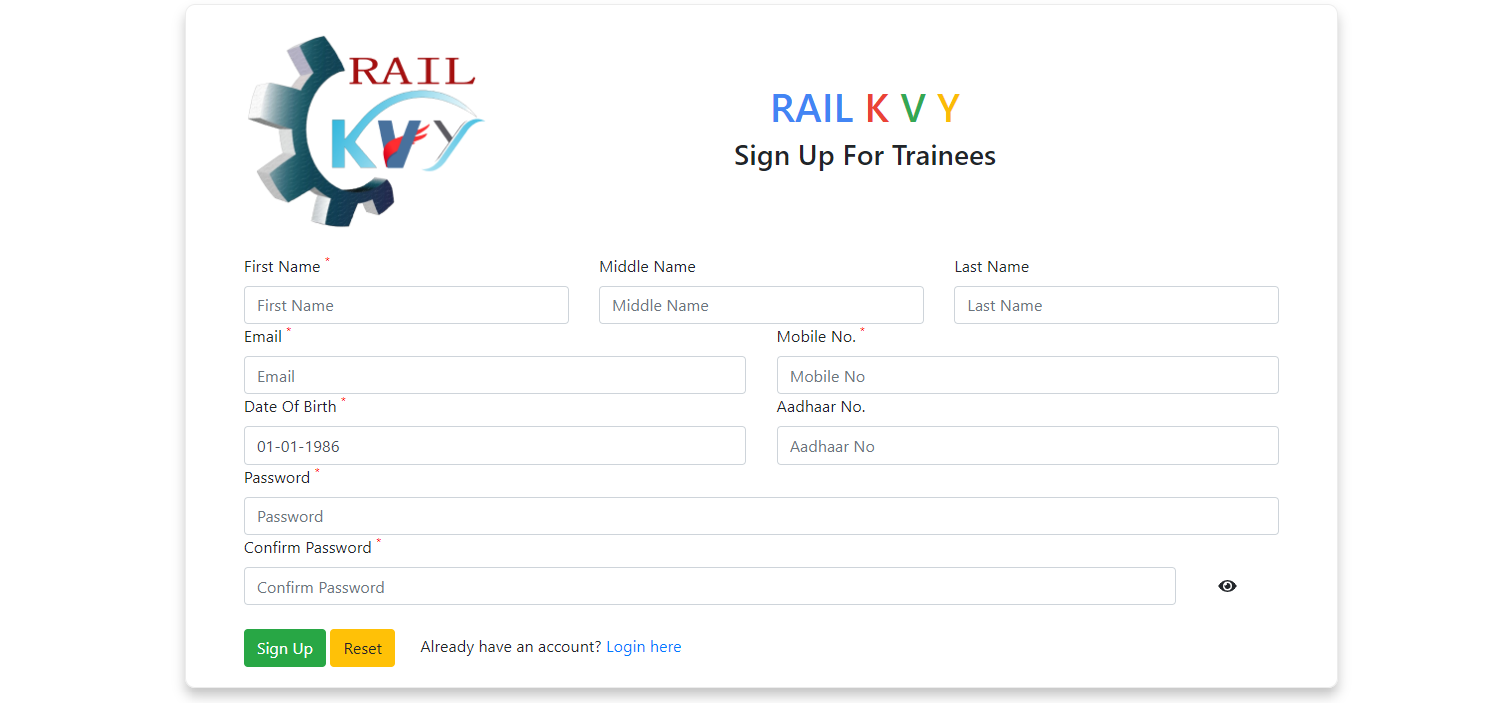 RAIL
KVY
RAIL K V Y
Sign Up For Trainees
First Name * Middle Name Last Name
First Name Middle Name Last Name
Email * Mobile No. *
Email Mobile No
Date Of Birth * Aadhaar No.
01-01-1986 Aadhaar No
Password *
Password
Confirm Password *
Confirm Password
Sign Up Reset Already have an account? Login here